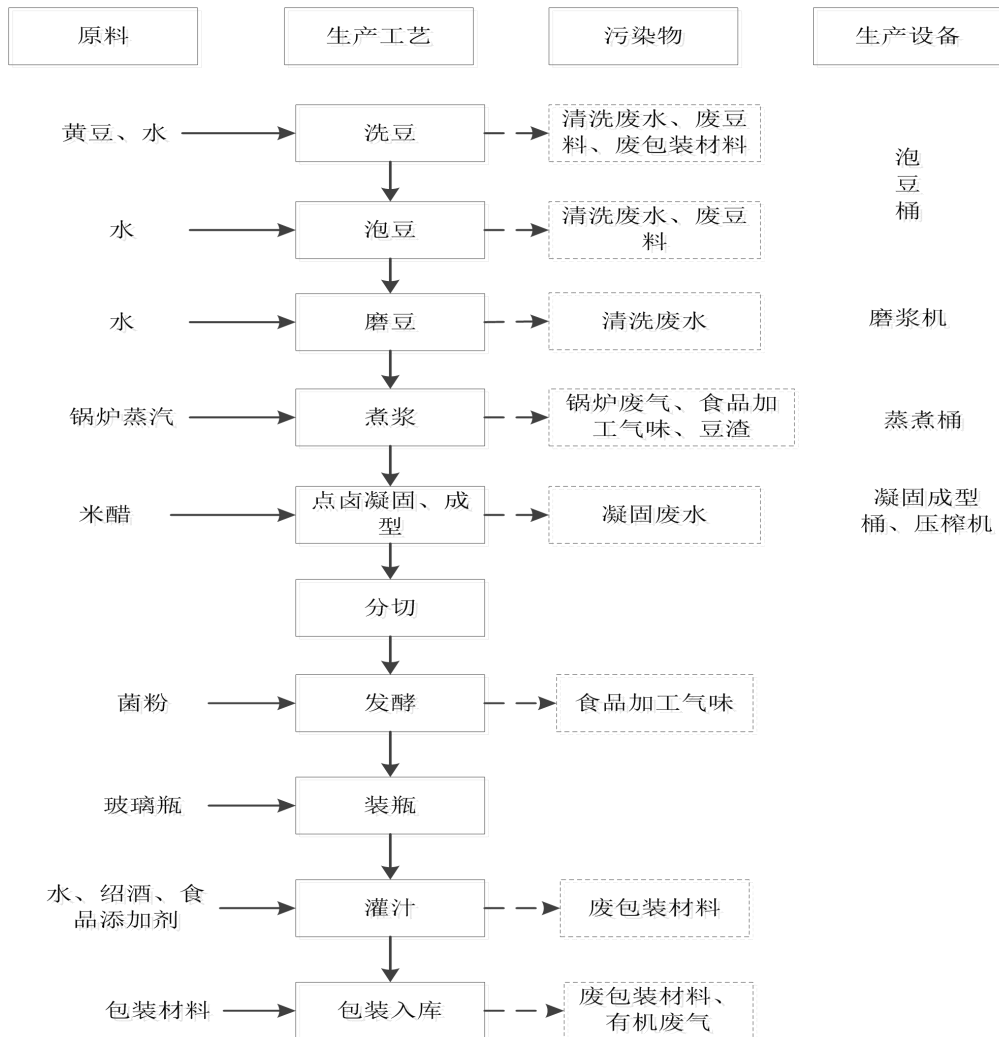 原料
生产工艺
污染物
生产设备
黄豆、水
洗豆
清洗废水、废豆
料、废包装材料
泡
豆
桶
水
泡豆
清洗废水、废豆
料
水
磨豆
清洗废水
磨浆机
锅炉蒸汽
煮浆
锅炉废气、食品加
工气味、豆渣
蒸煮桶
米醋
点卤凝固、成
型
凝固废水
凝固成型
桶、压榨机
分切
菌粉
发酵
食品加工气味
玻璃瓶
装瓶
水、绍酒、食
品添加剂
灌汁
废包装材料
包装材料
包装入库
废包装材料、
有机废气